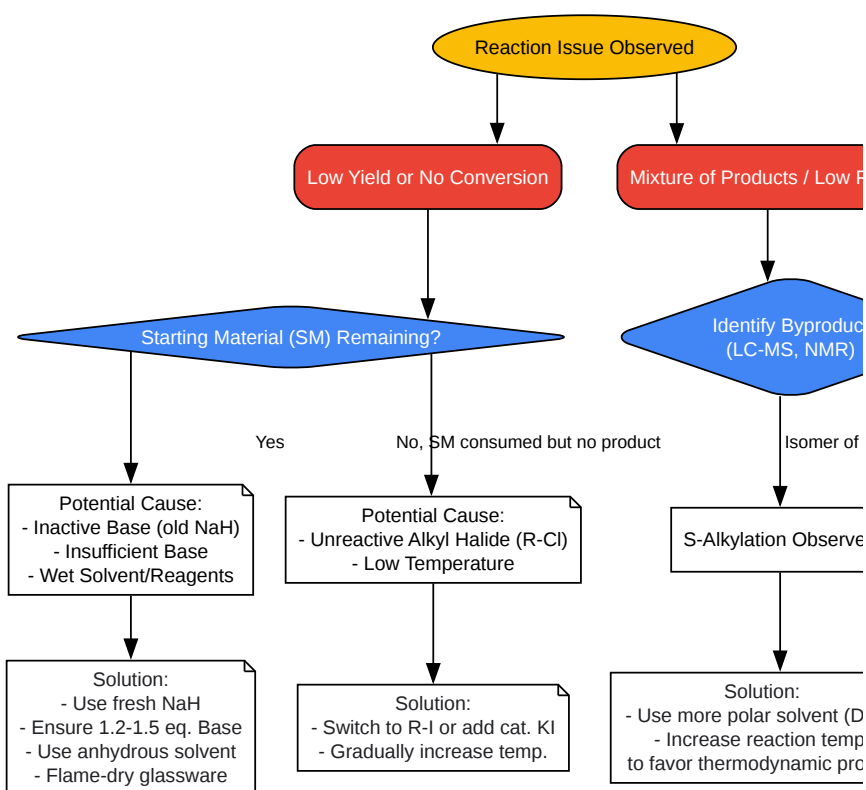 Reaction Issue Observed
Low Yield or No Conversion
Mixture of Products / Low
Starting Material (SM) Remaining?
Identify
(LC-MS, NMR)
Yes
No, SM consumed but no product
Isomer of
Potential Cause:
- Inactive Base (old NaH)
- Insufficient Base
- Wet Solvent/Reagents
Potential Cause:
- Unreactive Alkyl Halide (R-Cl)
- Low Temperature
S-Alkylation
Solution:
- Use fresh NaH
- Ensure 1.2-1.5 eq. Base
- Use anhydrous solvent
- Flame-dry glassware
Solution:
- Switch to R-I or add cat. KI
- Gradually increase temp.
Solution:
- Use more polar solvent
- Increase reaction temp
to favor thermodynamic